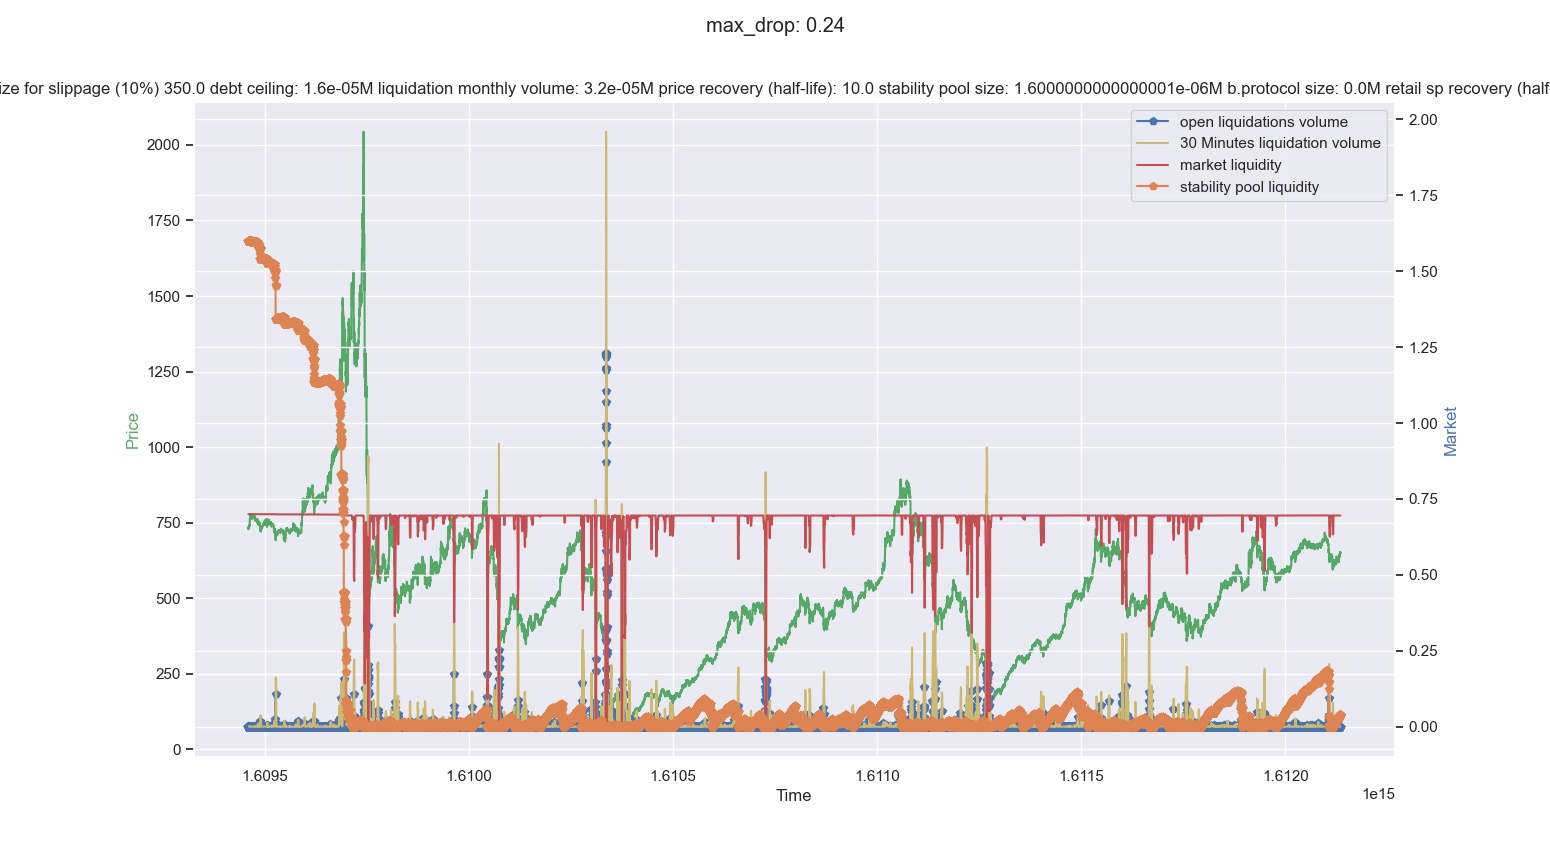 max_drop: 0.24
ize for slippage (10%) 350.0 debt ceiling: 1.6e-05M liquidation monthly volume: 3.2e-05M price recovery (half-life): 10.0 stability pool size: 1.6000000000000001e-06M b.protocol size: 0.0M retail sp recovery (half-
open liquidations volume
30 Minutes liquidation volume
market liquidity
stability pool liquidity
2000
1750
1500
1250
1000
750
500
250
0
Price
2.00
1.75
1.50
1.25
1.00
0.75
0.50
0.25
0.00
Market
1.6095
1.6100
1.6105
1.6110
1.6115
1.6120
1e15
Time